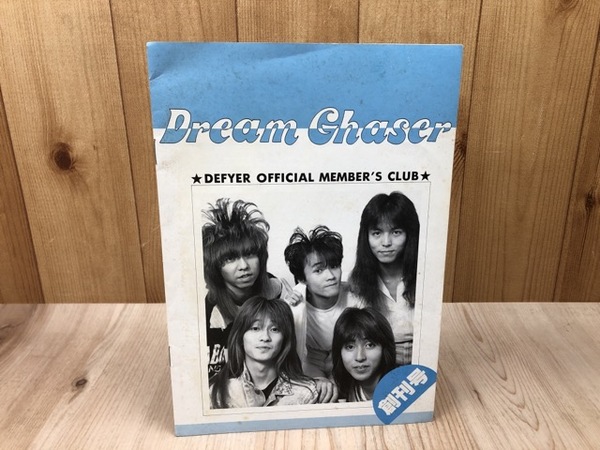 Dream Chaser
★DEFYER OFFICIAL MEMBER'S CLUB★
創刊号